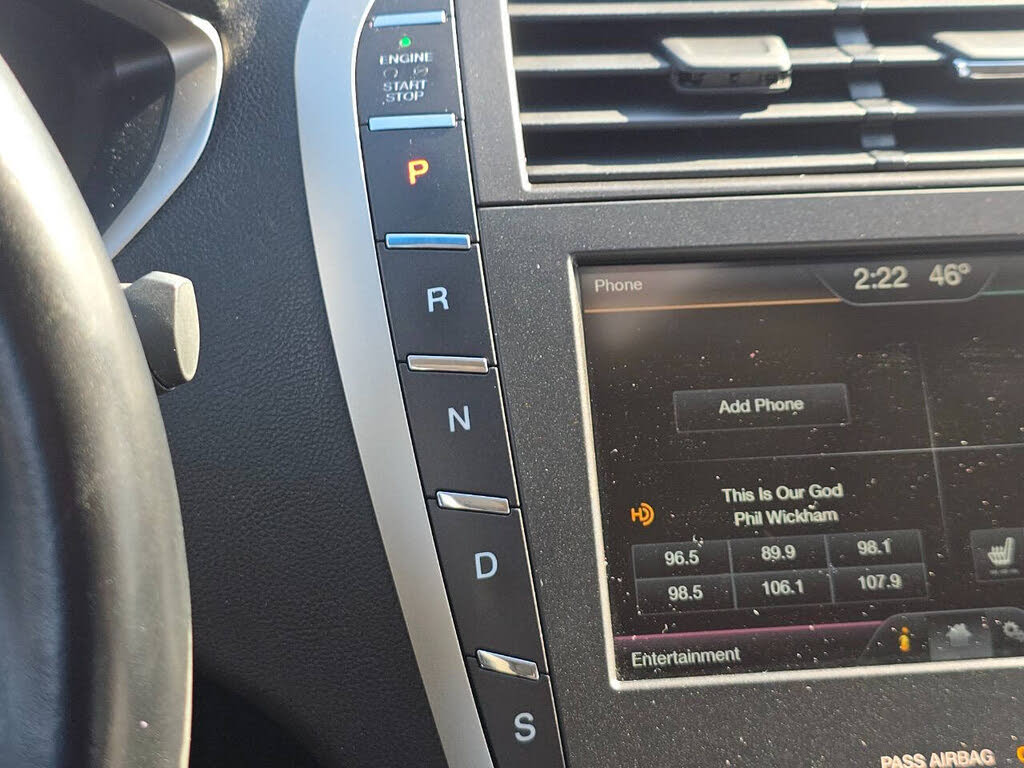 ENGINE
START
STOP
P
R
N
D
S
Phone
2:22 46°
Add Phone
This Is Our God
HD Phil Wickham
96.5 89.9 98.1
98.5 106.1 107.9
Entertainment
i
PASS AIRBAG